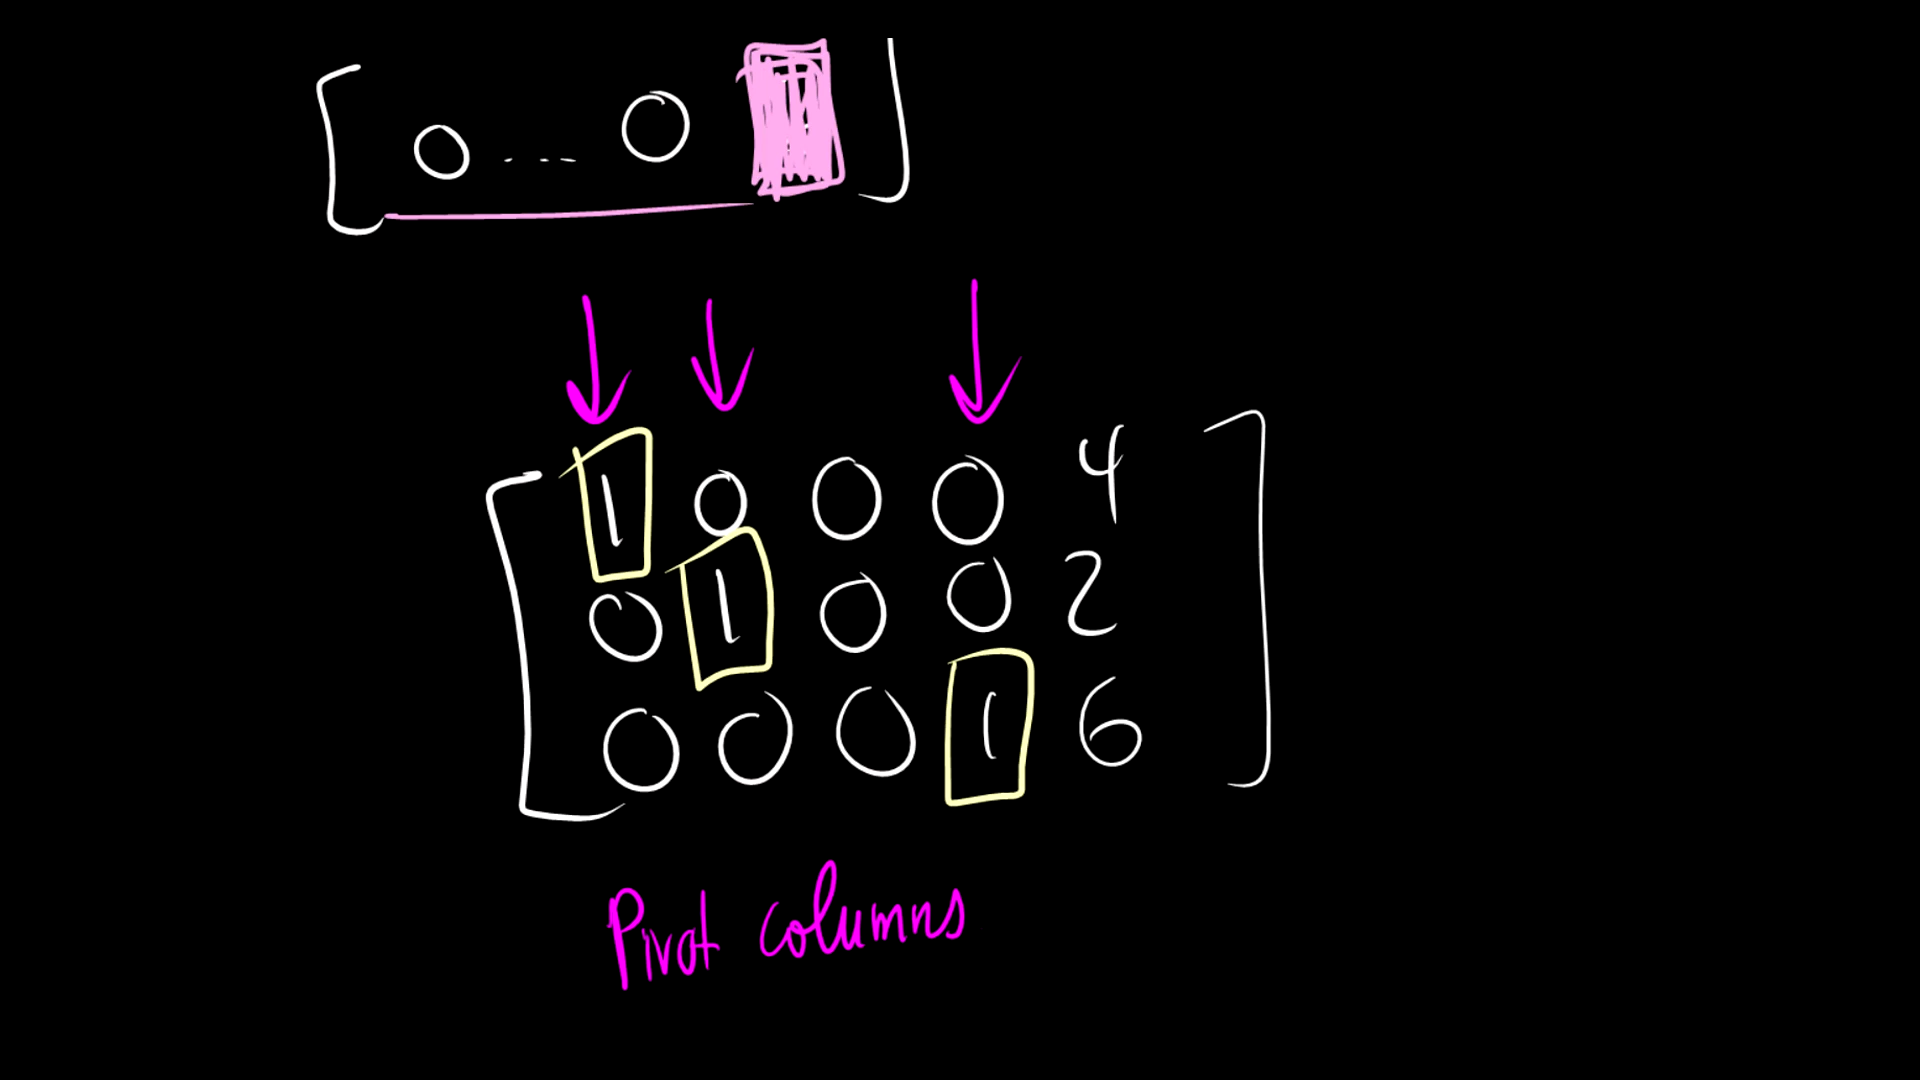 [ 0 ... 0 ]
[ 1 0 0 0 4
0 1 0 0 2
0 0 0 1 6 ]
Pivot columns